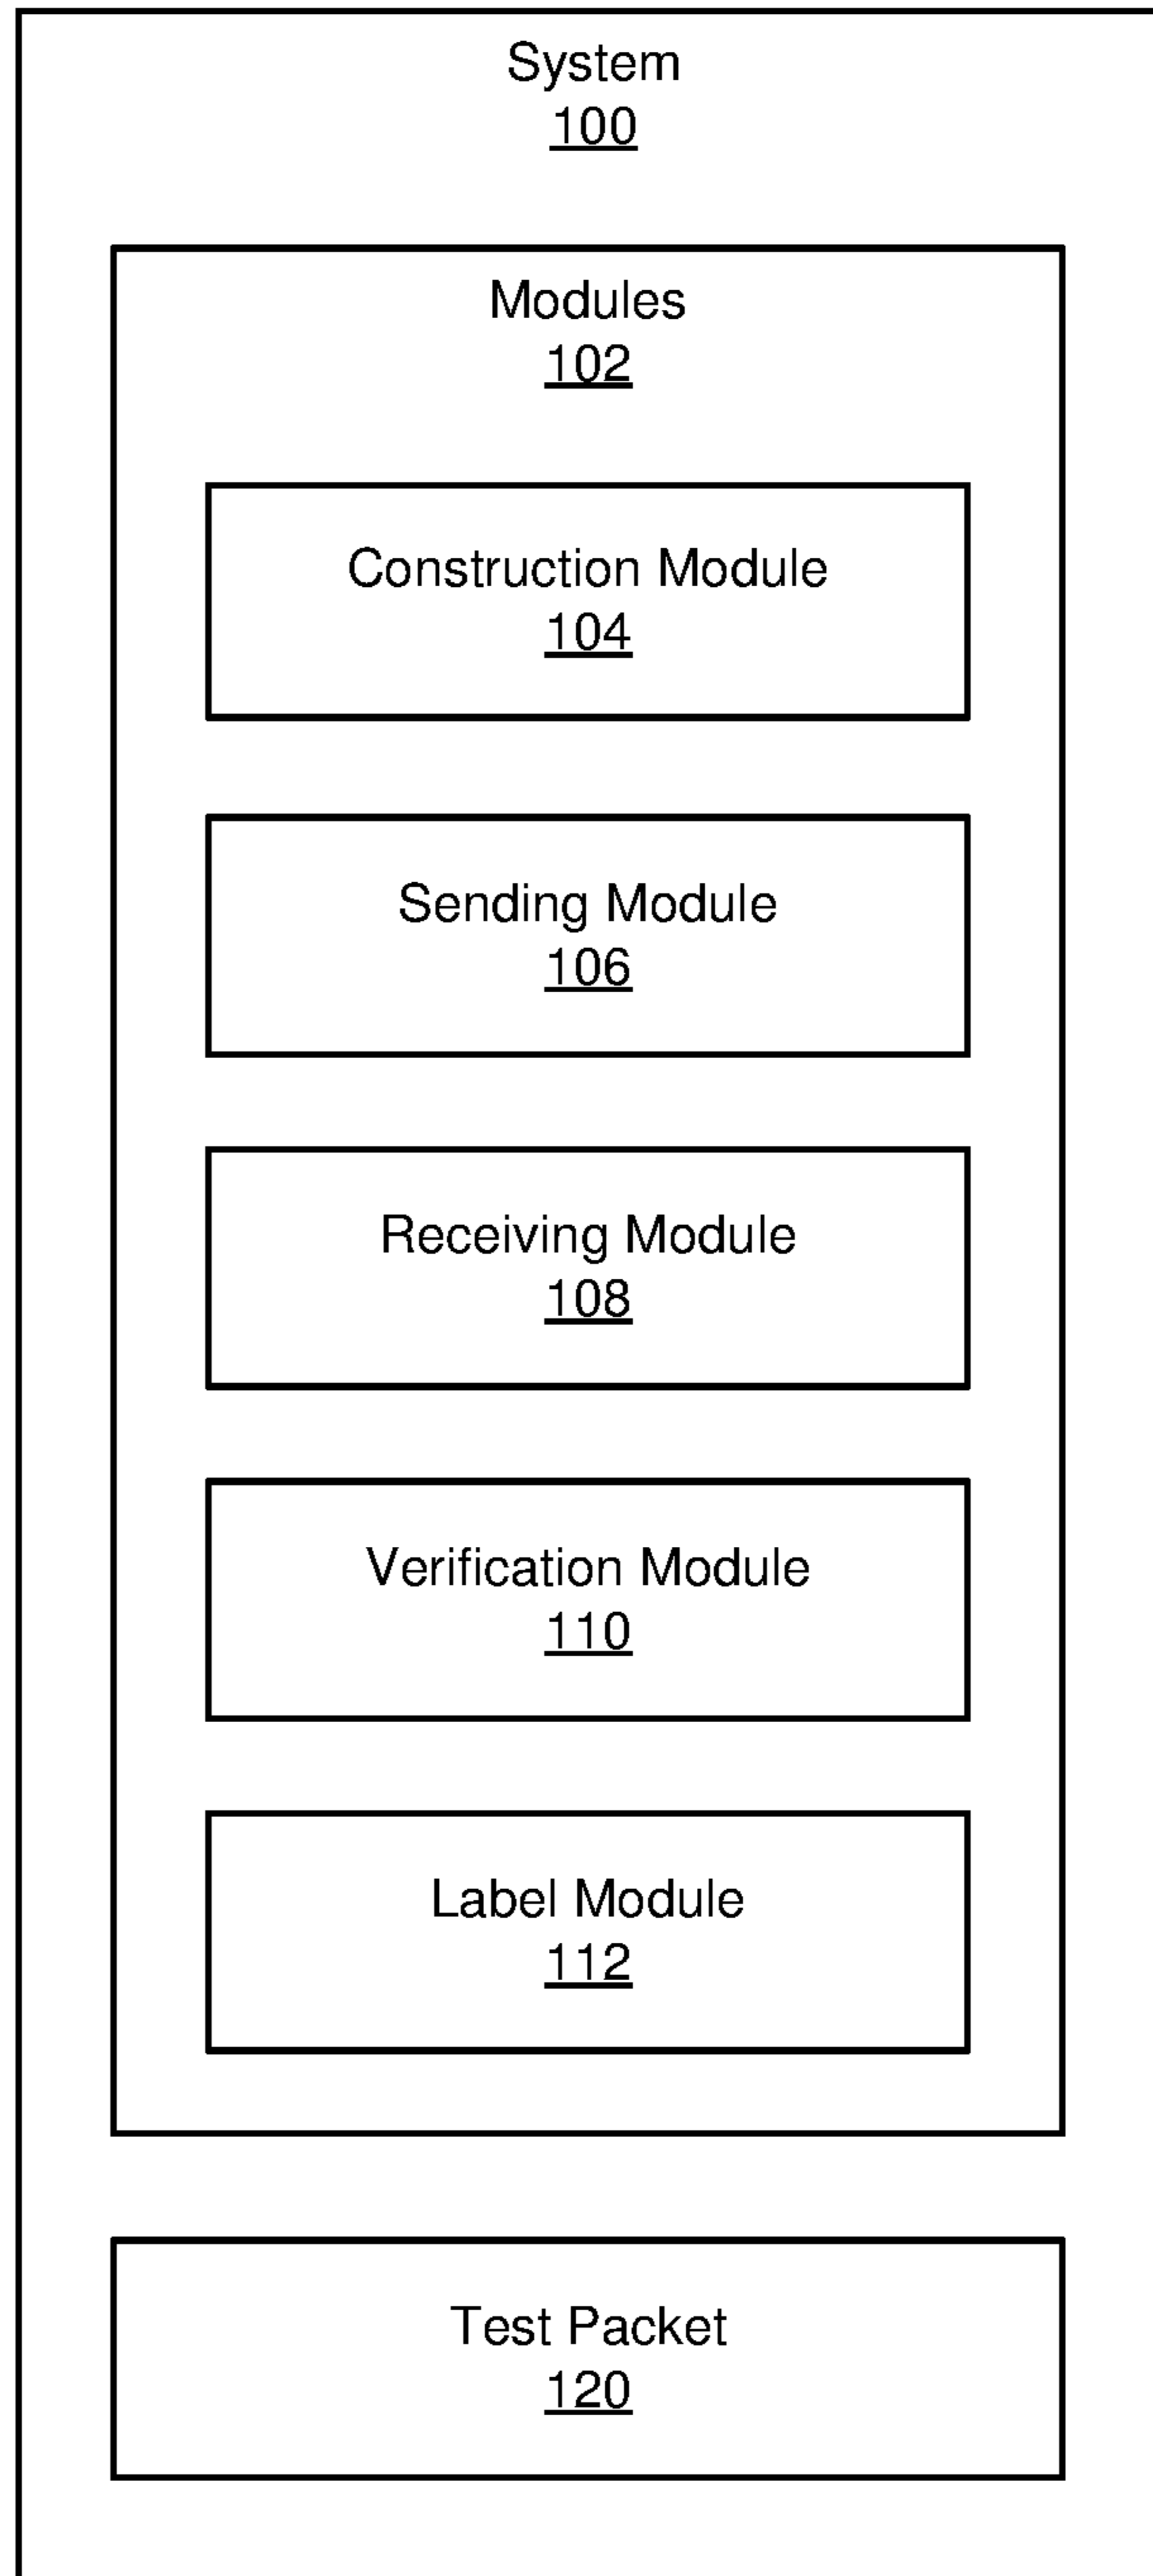 System
100
Modules
102
Construction Module
104
Sending Module
106
Receiving Module
108
Verification Module
110
Label Module
112
Test Packet
120